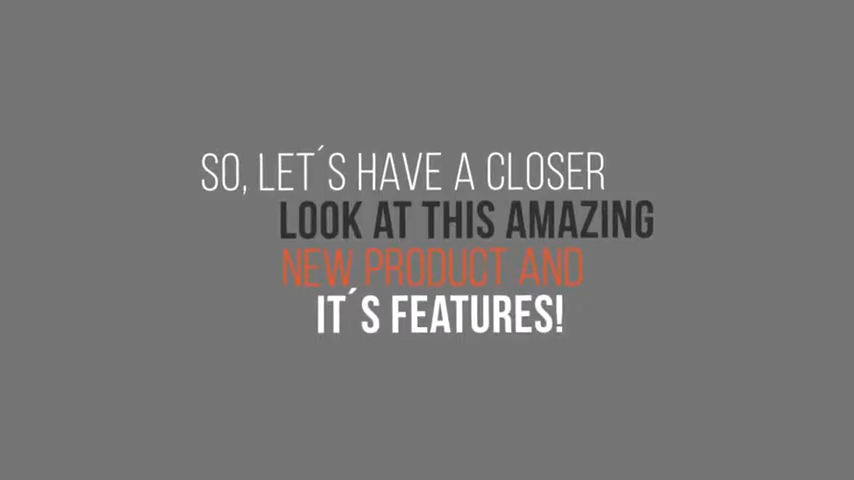 SO, LET´S HAVE A CLOSER
LOOK AT THIS AMAZING
NEW PRODUCT AND
IT´S FEATURES!